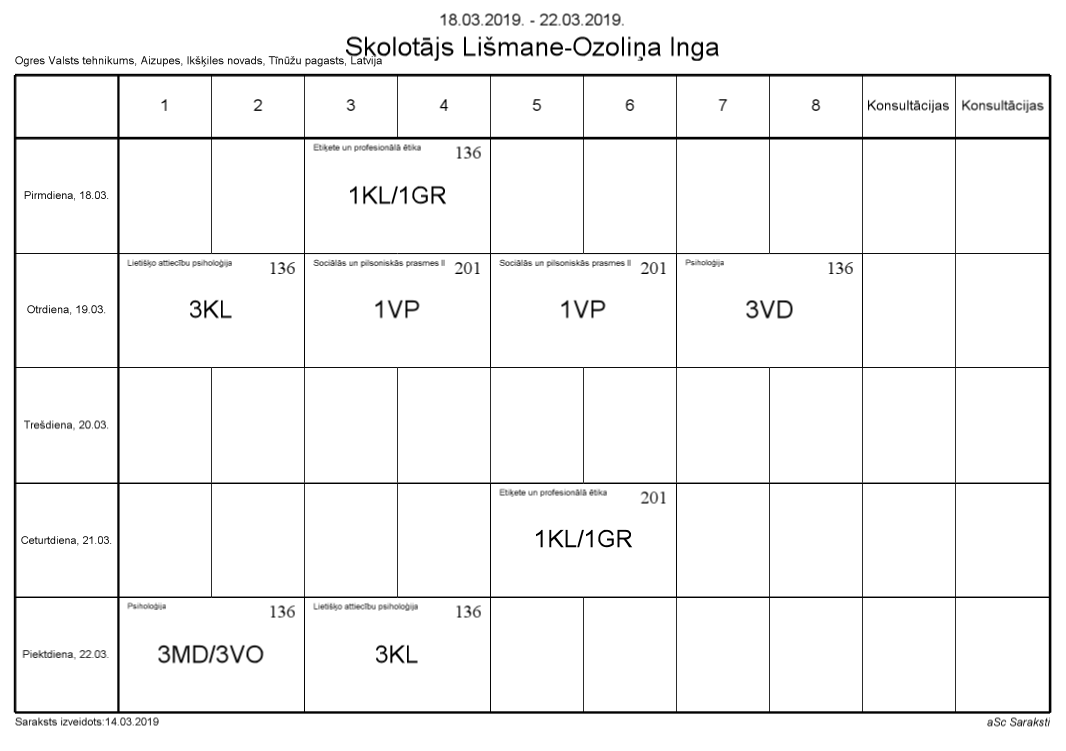 18.03.2019. - 22.03.2019.
Skolotājs Lišmane-Ozoliņa Inga
Ogres Valsts tehnikums, Aizupes, Ikšķiles novads, Tīnūžu pagasts, Latvija
1 2 3 4 5 6 7 8 Konsultācijas Konsultācijas
Pirmdiena, 18.03.
Etiķete un profesionālā ētika 136
1KL/1GR
Otrdiena, 19.03.
Lietišķo attiecību psiholoģija 136
3KL
Sociālās un pilsoniskās prasmes II 201
1VP
Sociālās un pilsoniskās prasmes II 201
1VP
Psiholoģija 136
3VD
Trešdiena, 20.03.
Ceturtdiena, 21.03.
Etiķete un profesionālā ētika 201
1KL/1GR
Piektdiena, 22.03.
Psiholoģija 136
3MD/3VO
Lietišķo attiecību psiholoģija 136
3KL
Saraksts izveidots:14.03.2019
aSc Saraksti